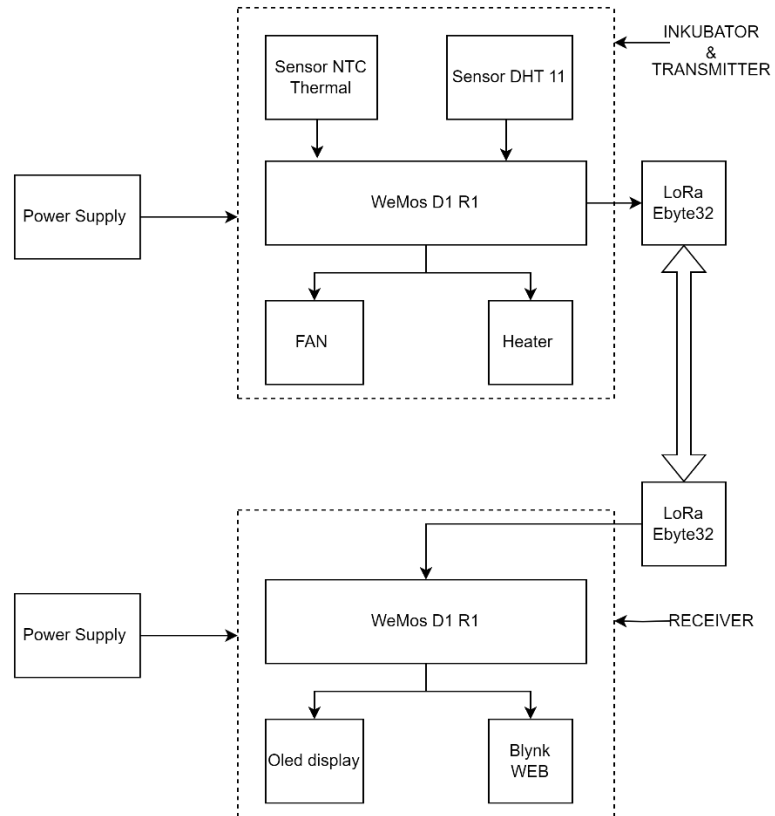 INKUBATOR
&
TRANSMITTER
Sensor NTC
Thermal
Sensor DHT 11
Power Supply
WeMos D1 R1
LoRa
Ebyte32
FAN
Heater
LoRa
Ebyte32
Power Supply
WeMos D1 R1
RECEIVER
Oled display
Blynk
WEB